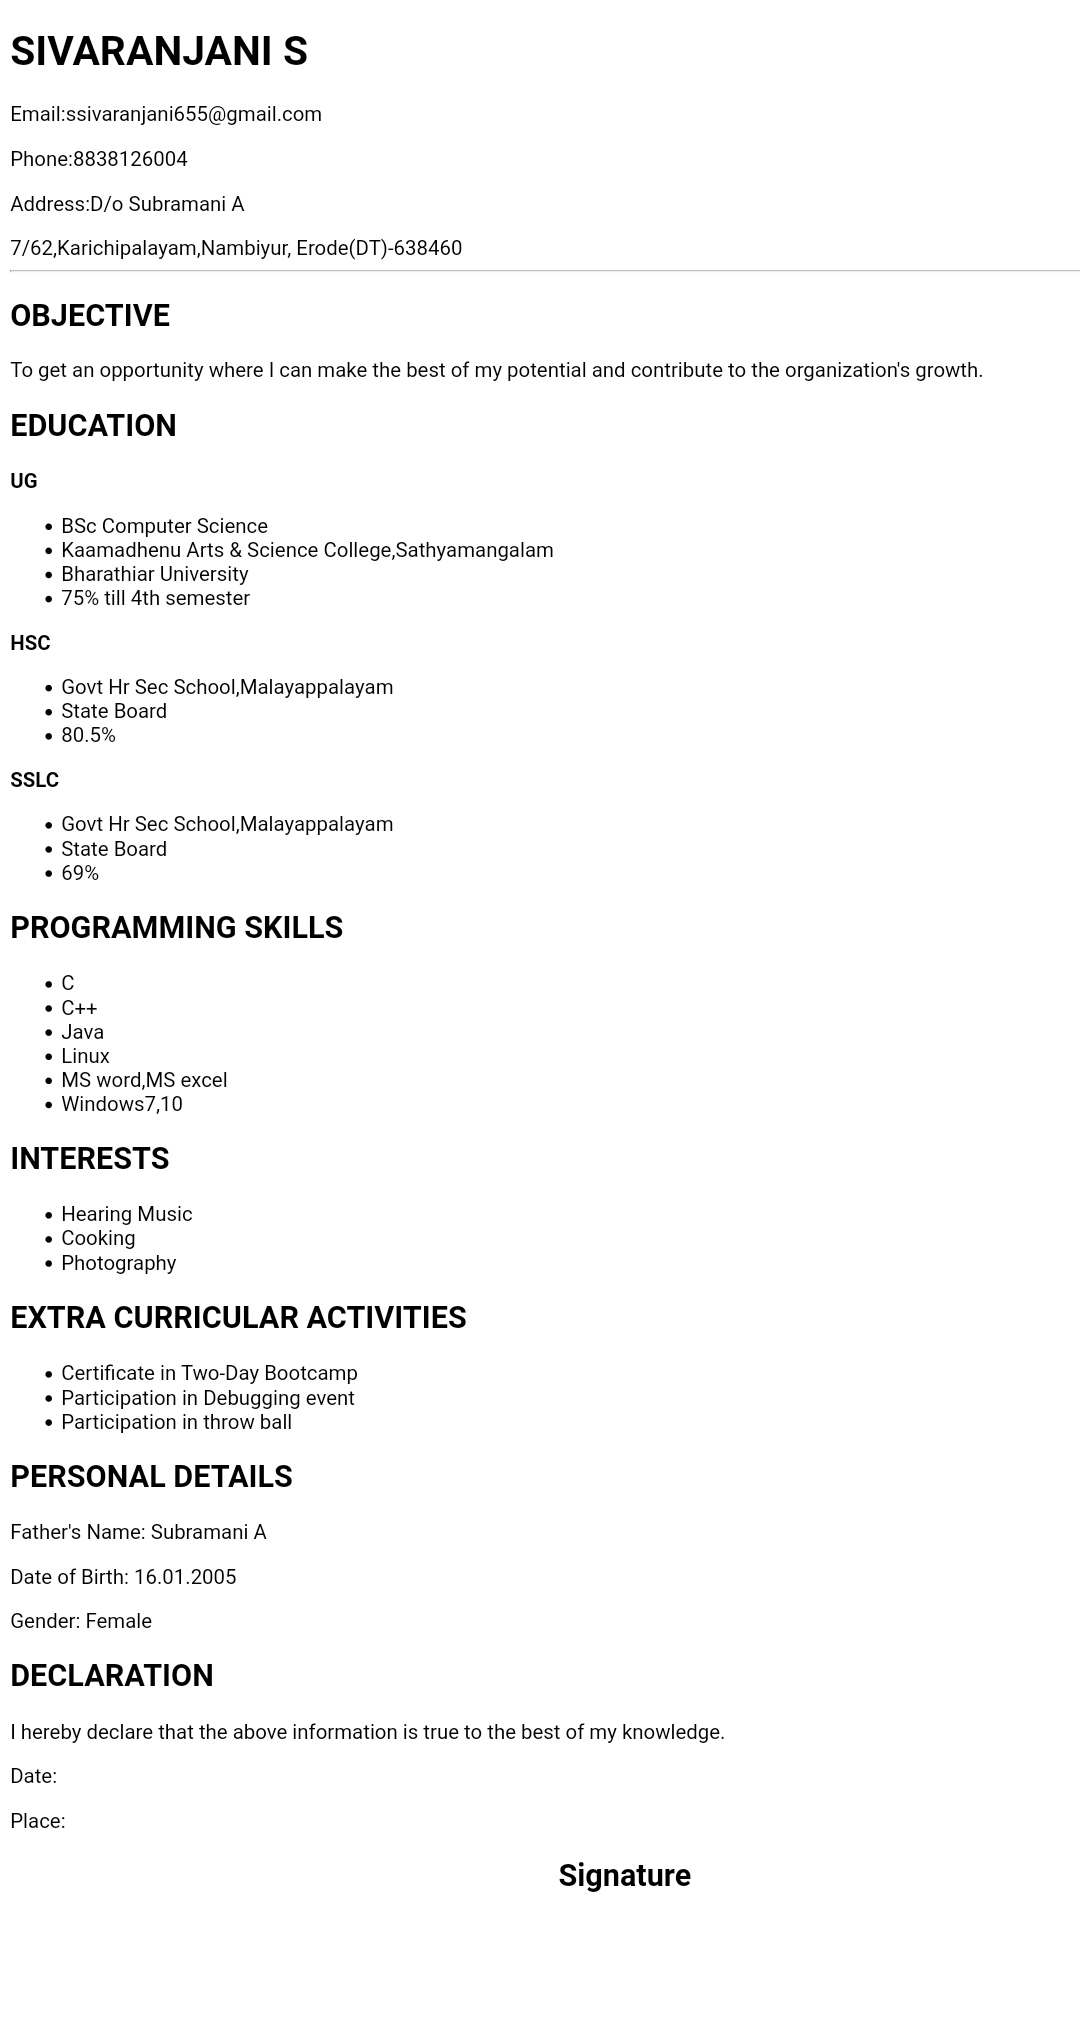 SIVARANJANI S
Email:ssivaranjani655@gmail.com
Phone:8838126004
Address:D/o Subramani A
7/62,Karichipalayam,Nambiyur, Erode(DT)-638460
OBJECTIVE
To get an opportunity where I can make the best of my potential and contribute to the organization's growth.
EDUCATION
UG
• BSc Computer Science
• Kaamadhenu Arts & Science College,Sathyamangalam
• Bharathiar University
• 75% till 4th semester
HSC
• Govt Hr Sec School,Malayappalayam
• State Board
• 80.5%
SSLC
• Govt Hr Sec School,Malayappalayam
• State Board
• 69%
PROGRAMMING SKILLS
• C
• C++
• Java
• Linux
• MS word,MS excel
• Windows7,10
INTERESTS
• Hearing Music
• Cooking
• Photography
EXTRA CURRICULAR ACTIVITIES
• Certificate in Two-Day Bootcamp
• Participation in Debugging event
• Participation in throw ball
PERSONAL DETAILS
Father's Name: Subramani A
Date of Birth: 16.01.2005
Gender: Female
DECLARATION
I hereby declare that the above information is true to the best of my knowledge.
Date:
Place:
Signature